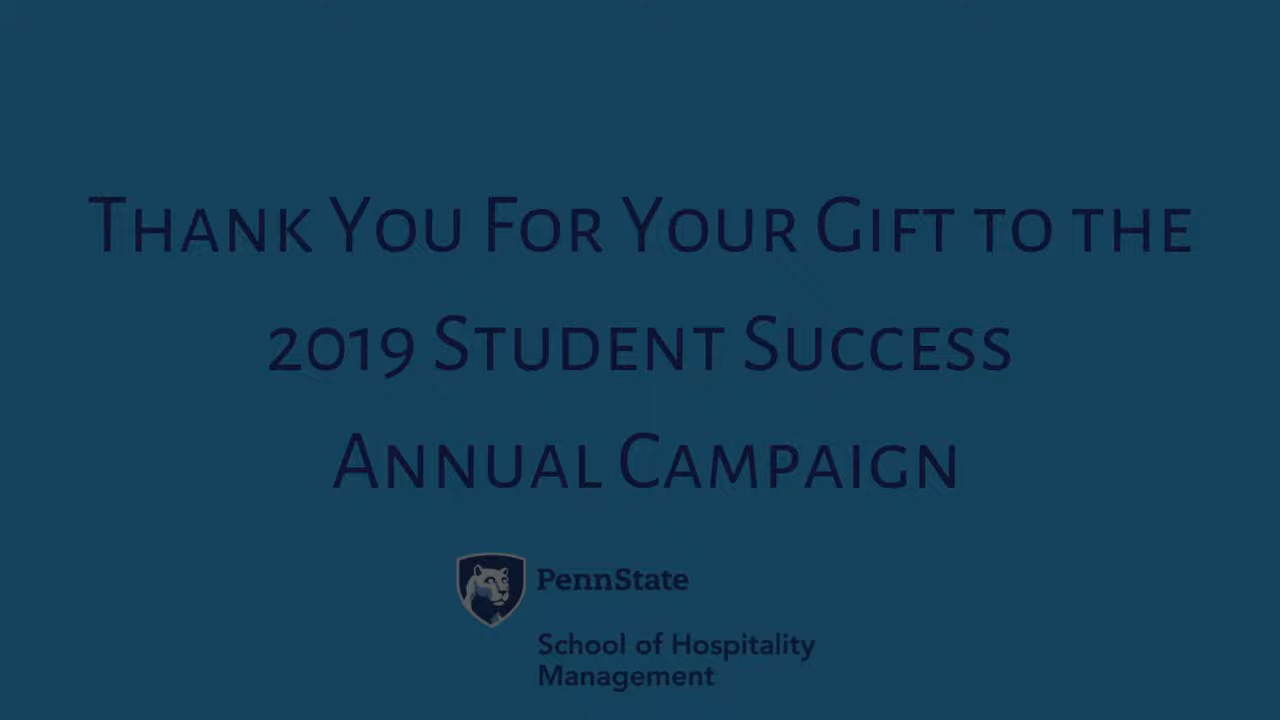 Thank You For Your Gift to the
2019 Student Success
Annual Campaign
PennState
School of Hospitality
Management